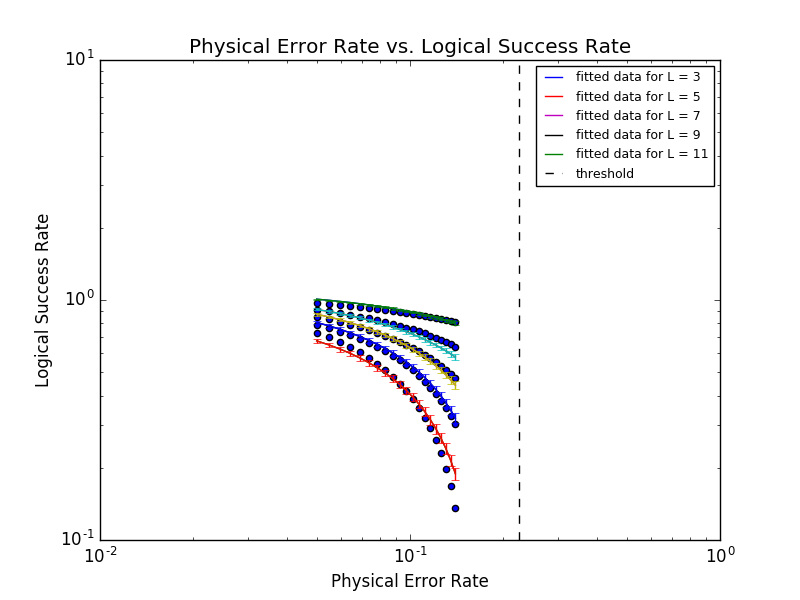 Physical Error Rate vs. Logical Success Rate
10^1
fitted data for L = 3
fitted data for L = 5
fitted data for L = 7
fitted data for L = 9
fitted data for L = 11
threshold
10^0
Logical Success Rate
10^-1
10^-2
10^-1
10^0
Physical Error Rate